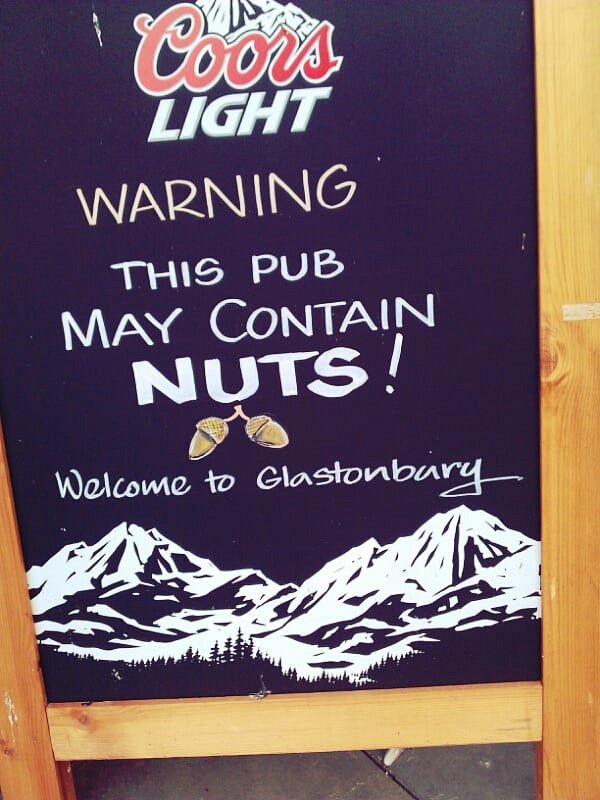 Coors
LIGHT
WARNING
THIS PUB
MAY CONTAIN
NUTS!
Welcome to Glastonbury